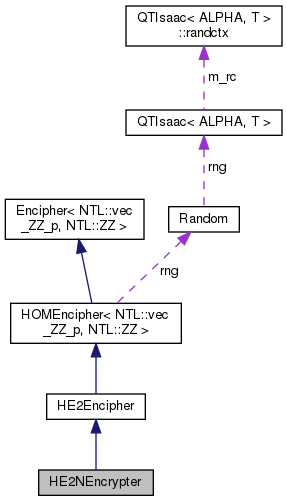 QTIsaac< ALPHA, T >
::randctx
m_rc
QTIsaac< ALPHA, T >
rng
Encipher< NTL::vec
_ZZ_p, NTL::ZZ >
Random
rng
HOMEncipher< NTL::vec
_ZZ_p, NTL::ZZ >
HE2Encipher
HE2NEncrypter